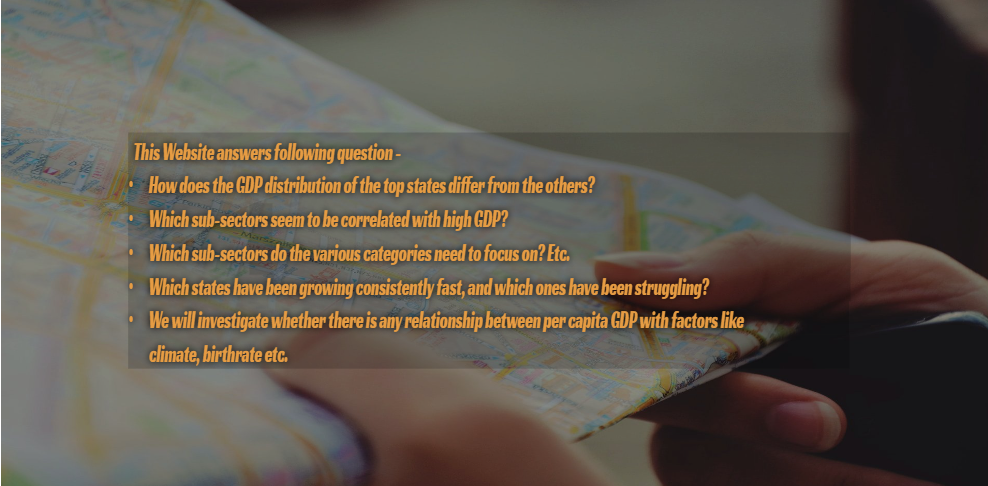 This Website answers following question -
• How does the GDP distribution of the top states differ from the others?
• Which sub-sectors seem to be correlated with high GDP?
• Which sub-sectors do the various categories need to focus on? Etc.
• Which states have been growing consistently fast, and which ones have been struggling?
• We will investigate whether there is any relationship between per capita GDP with factors like
climate, birthrate etc.